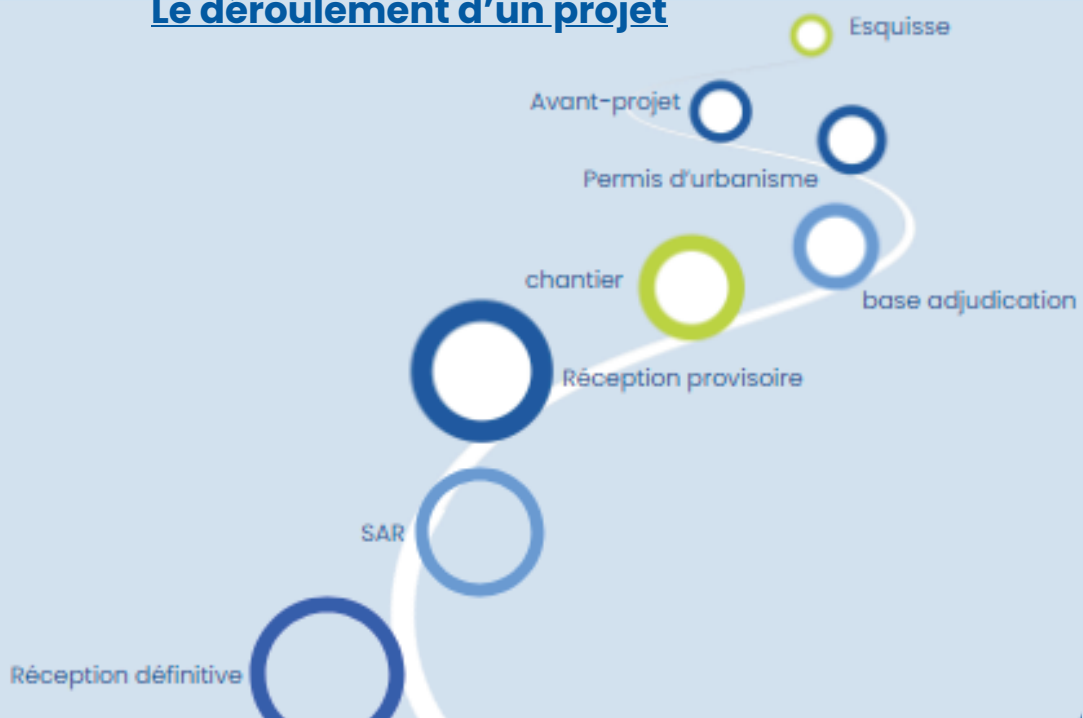 Le déroulement d'un projet
Esquisse
Avant-projet
Permis d'urbanisme
chantier
base adjudication
Réception provisoire
SAR
Réception définitive